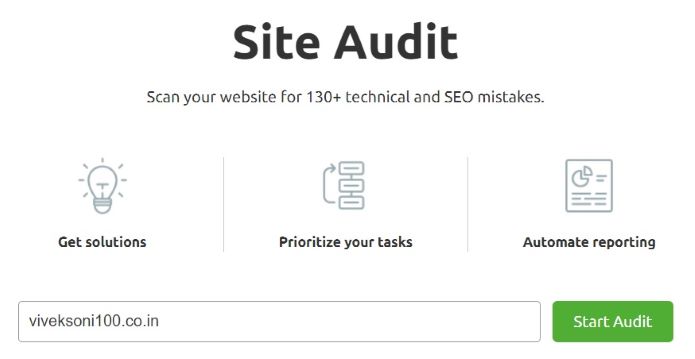 Site Audit
Scan your website for 130+ technical and SEO mistakes.
Get solutions
Prioritize your tasks
Automate reporting
viveksoni100.co.in
Start Audit